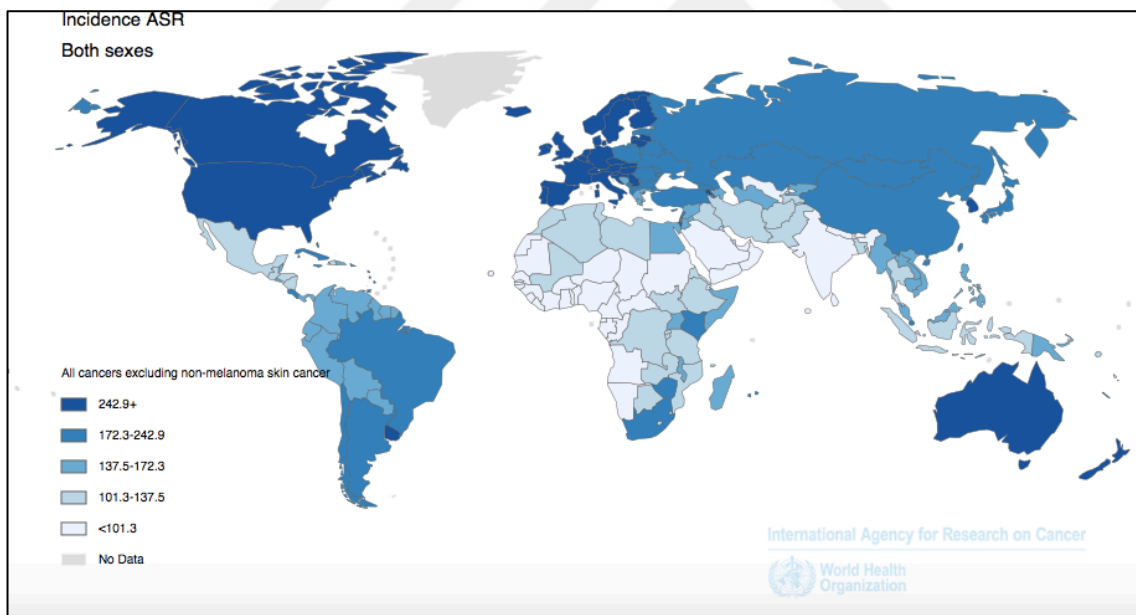 Incidence ASR
Both sexes
All cancers excluding non-melanoma skin cancer
242.9+
172.3-242.9
137.5-172.3
101.3-137.5
<101.3
No Data
International Agency for Research on Cancer
World Health
Organization